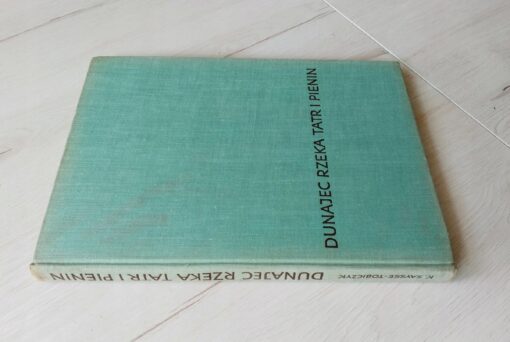 DUNAJEC RZEKA TATR I PIENIN
K. SAYSSE-TOBICZYK DUNAJEC RZEKA TATR I PIENIN